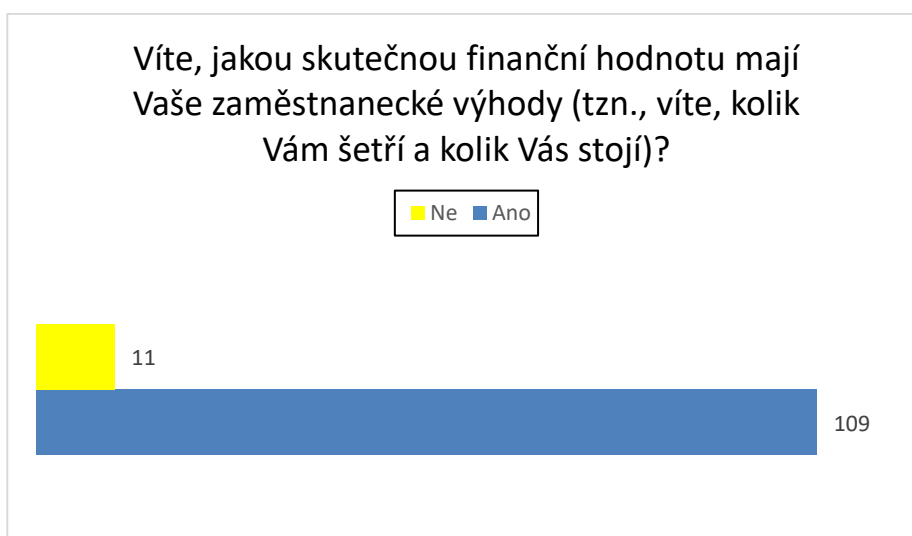 Víte, jakou skutečnou finanční hodnotu mají
Vaše zaměstnanecké výhody (tzn., víte, kolik
Vám šetří a kolik Vás stojí)?
Ne Ano
11
109